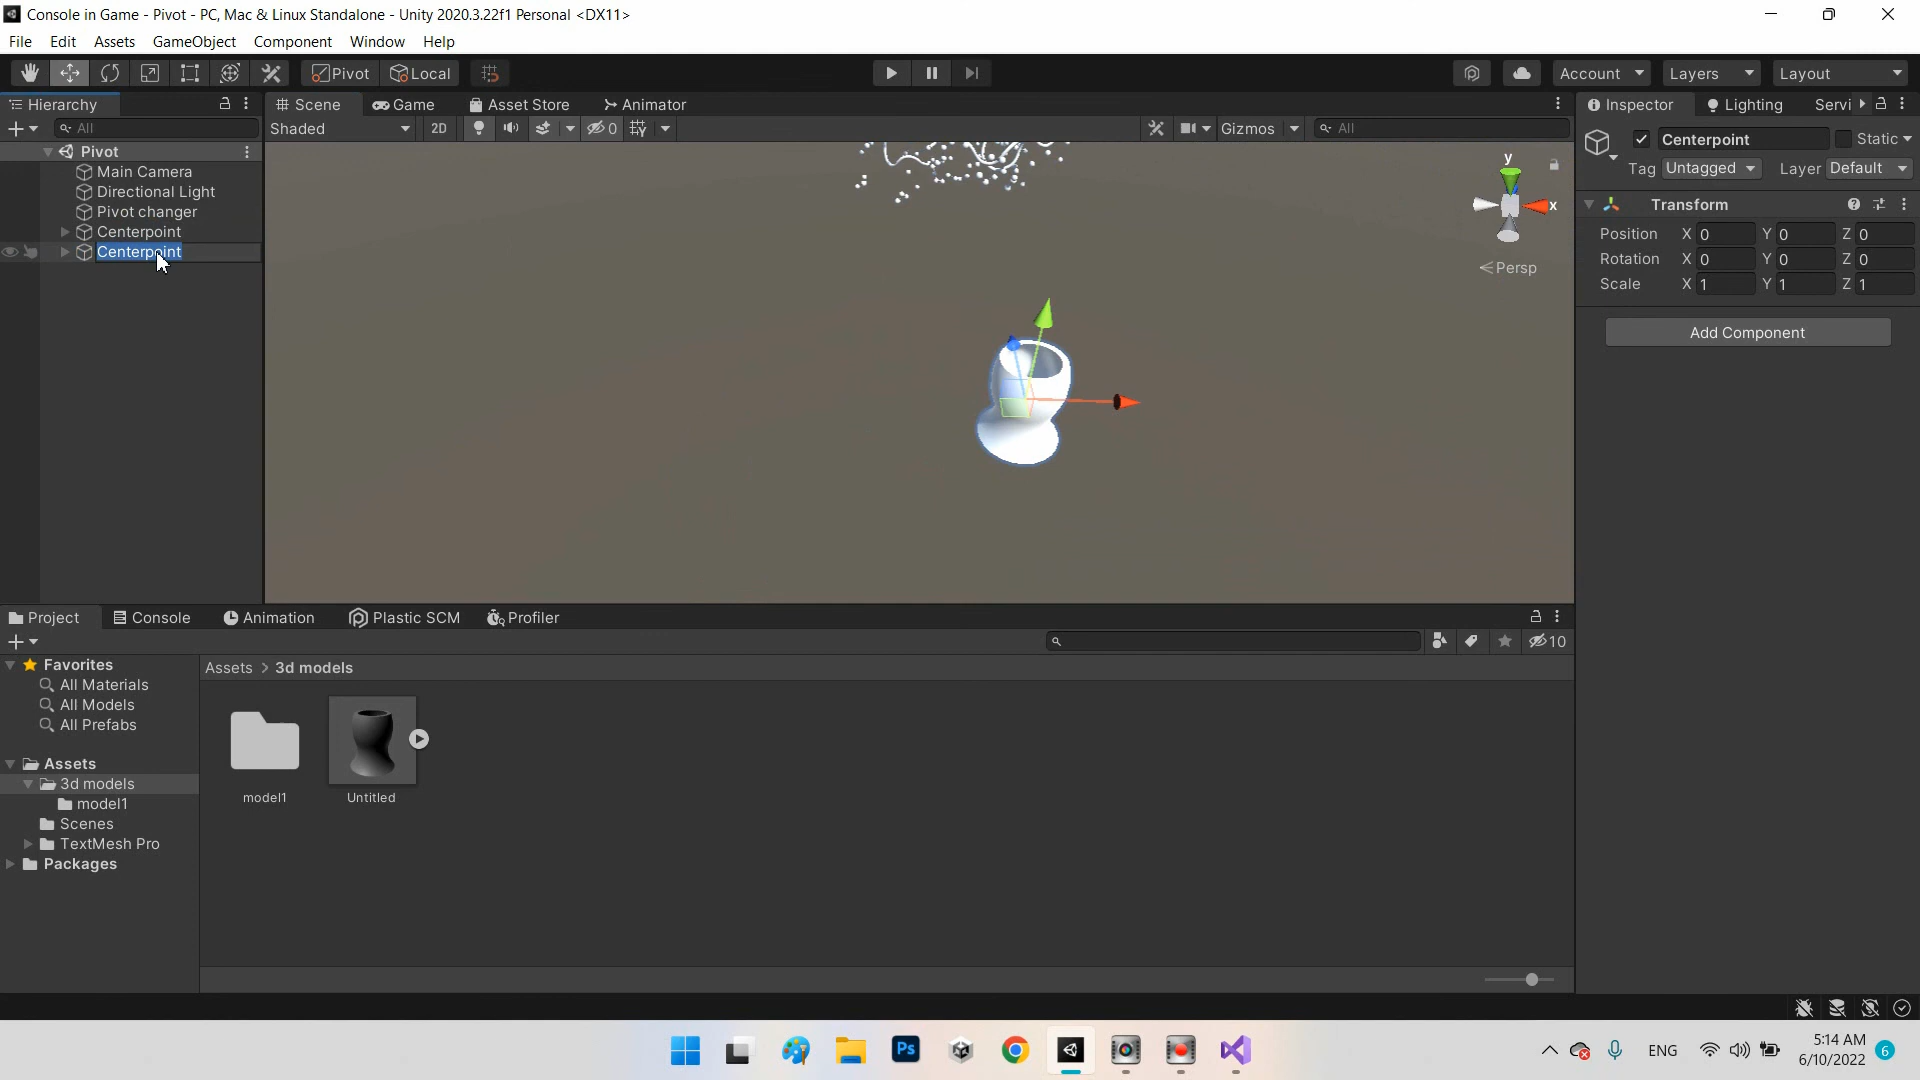 Console in Game - Pivot - PC, Mac & Linux Standalone - Unity 2020.3.22f1 Personal <DX11>
File Edit Assets GameObject Component Window Help
Pivot Local Account Layers Layout
Hierarchy Scene Game Asset Store Animator Inspector Lighting Servi
All Shaded 2D 0 Gizmos All Centerpoint Static
Tag Untagged Layer Default
Pivot
Main Camera
Directional Light
Pivot changer
Centerpoint
Centerpoint
y
x
Persp
Transform
Position X 0 Y 0 Z 0
Rotation X 0 Y 0 Z 0
Scale X 1 Y 1 Z 1
Add Component
Project Console Animation Plastic SCM Profiler
10
Favorites
All Materials
All Models
All Prefabs
Assets
3d models
model1
Scenes
TextMesh Pro
Packages
Assets > 3d models
model1 Untitled
Ps
ENG
5:14 AM
6/10/2022
6